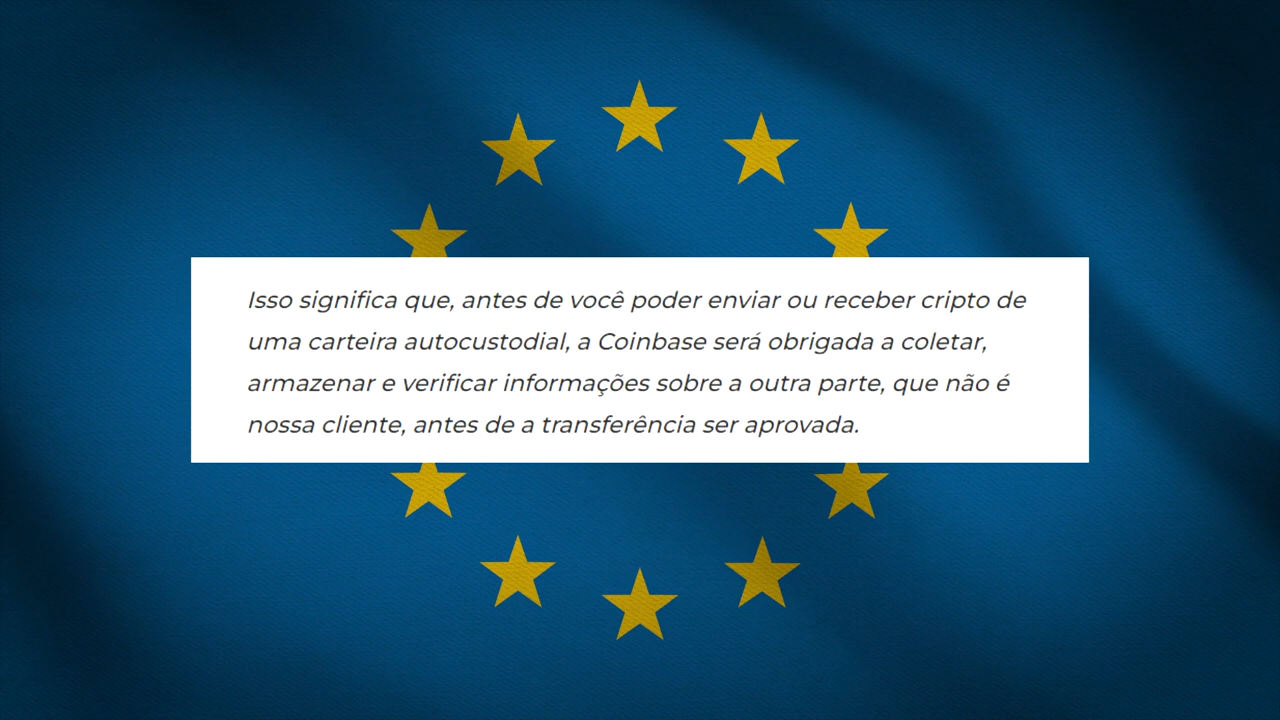 Isso significa que, antes de você poder enviar ou receber cripto de
uma carteira autocustodial, a Coinbase será obrigada a coletar,
armazenar e verificar informações sobre a outra parte, que não é
nossa cliente, antes de a transferência ser aprovada.